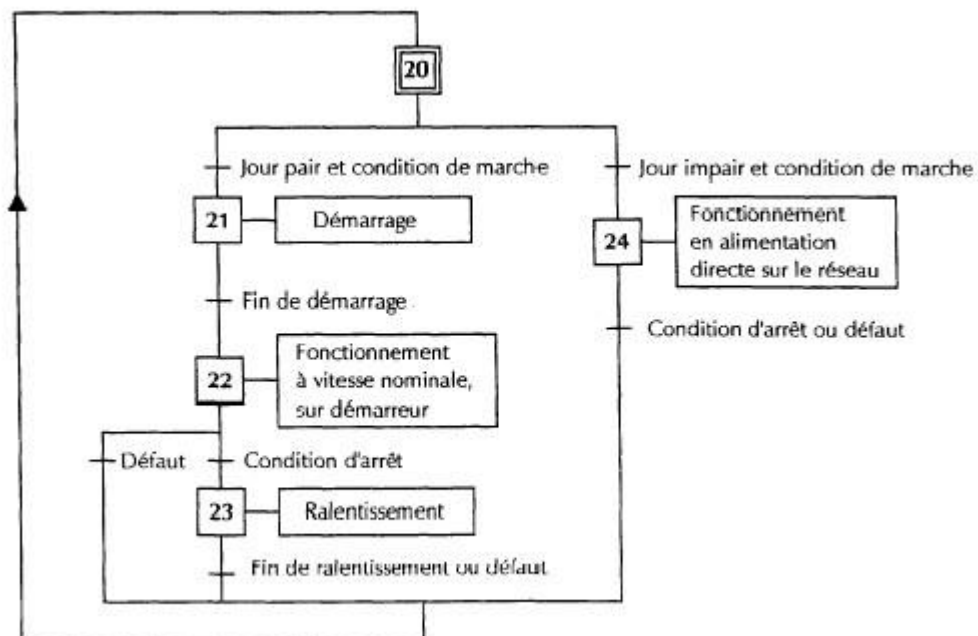 20
Jour pair et condition de marche
Jour impair et condition de marche
21
Démarrage
24
Fonctionnement
en alimentation
directe sur le réseau
Fin de démarrage
Condition d'arrêt ou défaut
22
Fonctionnement
à vitesse nominale,
sur démarreur
Défaut
Condition d'arrêt
23
Ralentissement
Fin de ralentissement ou défaut